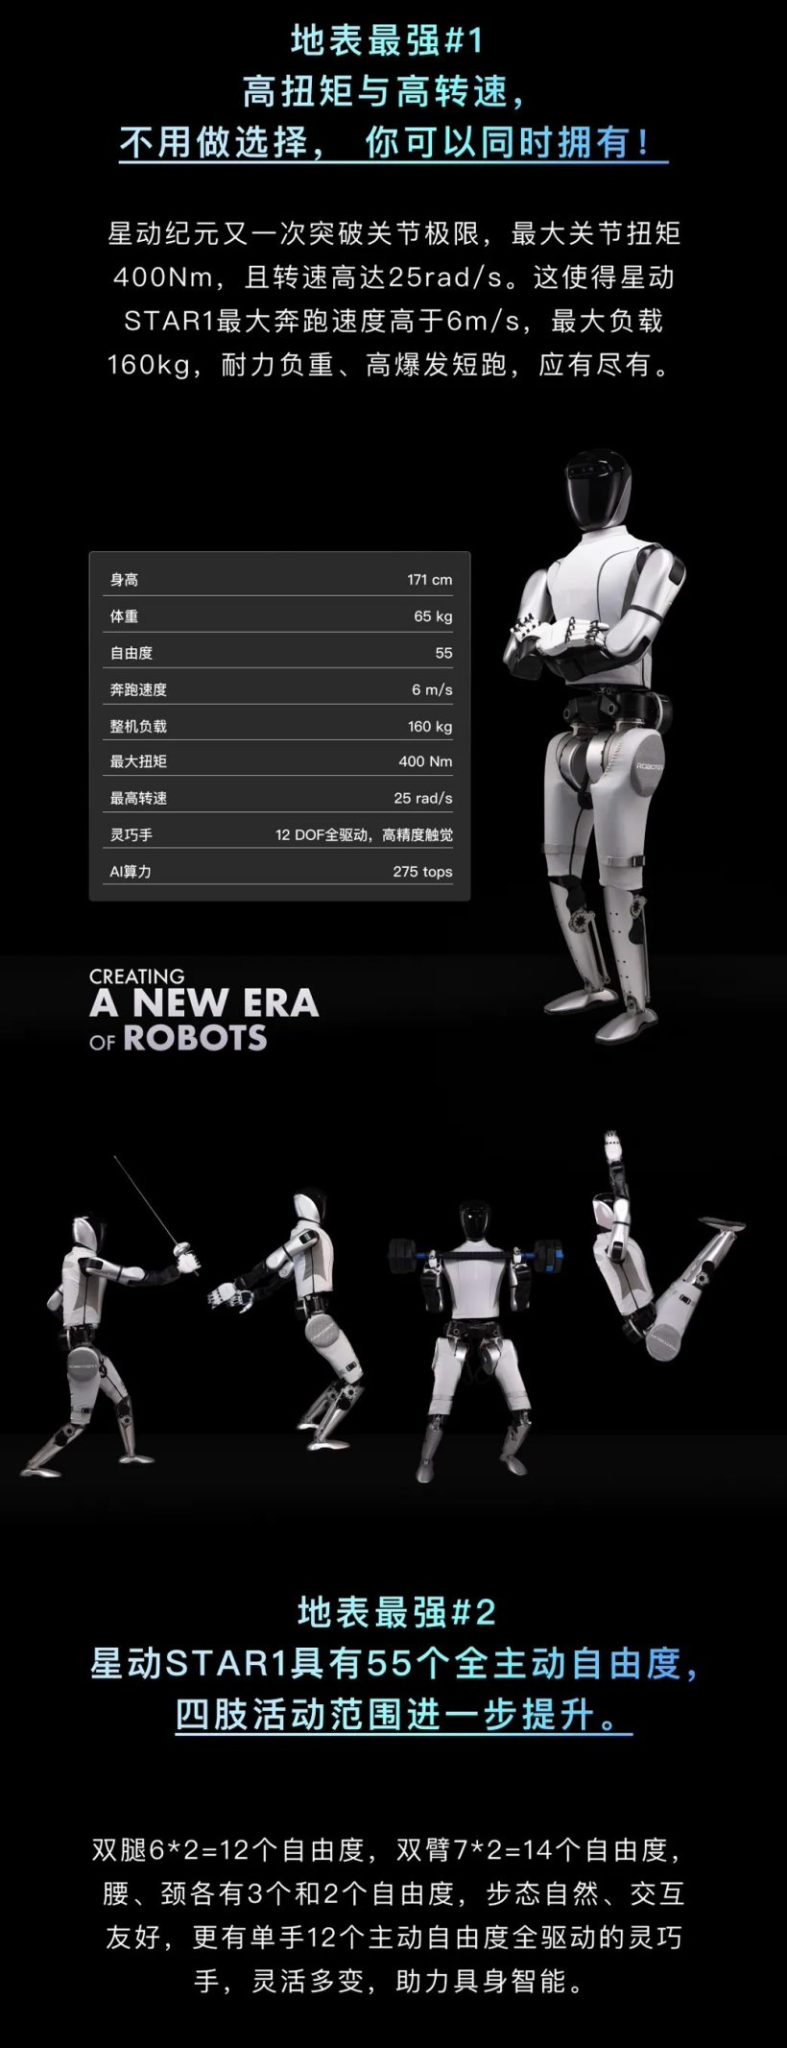 地表最强#1
高扭矩与高转速，
不用做选择， 你可以同时拥有！
星动纪元又一次突破关节极限，最大关节扭矩
400Nm，且转速高达25rad/s。这使得星动
STAR1最大奔跑速度高于6m/s，最大负载
160kg，耐力负重、高爆发短跑，应有尽有。
身高 171 cm
体重 65 kg
自由度 55
奔跑速度 6 m/s
整机负载 160 kg
最大扭矩 400 Nm
最高转速 25 rad/s
灵巧手 12 DOF全驱动，高精度触觉
AI算力 275 tops
CREATING
A NEW ERA
OF ROBOTS
地表最强#2
星动STAR1具有55个全主动自由度，
四肢活动范围进一步提升。
双腿6*2=12个自由度，双臂7*2=14个自由度，
腰、颈各有3个和2个自由度，步态自然、交互
友好，更有单手12个主动自由度全驱动的灵巧
手，灵活多变，助力具身智能。